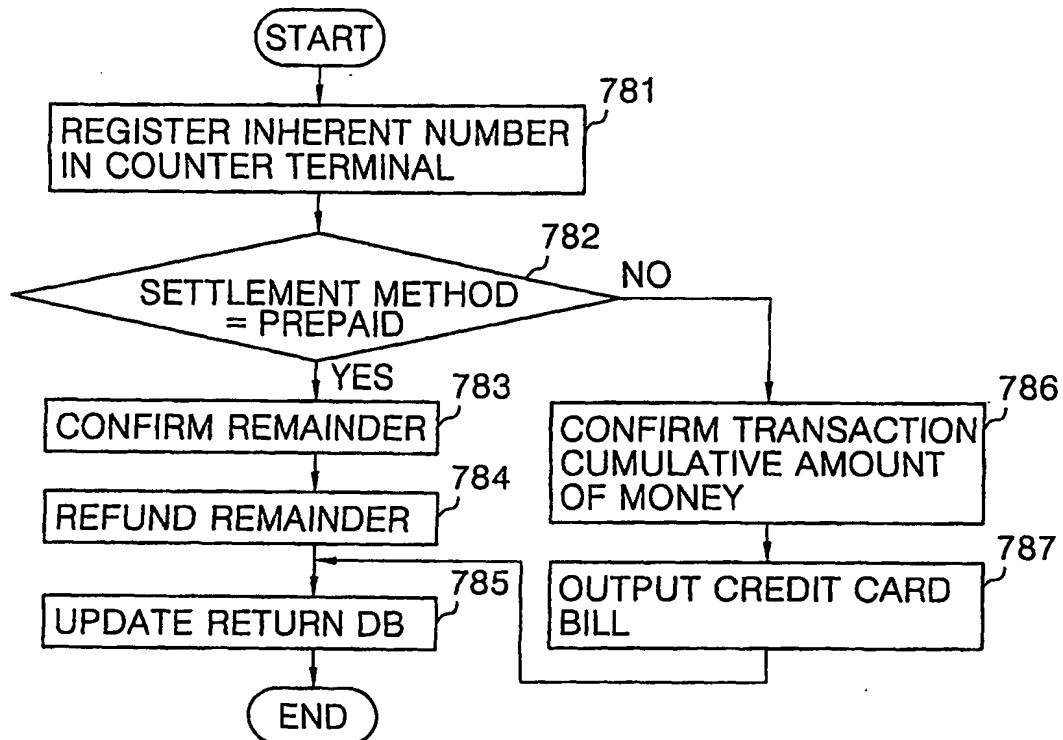 START
781
REGISTER INHERENT NUMBER
IN COUNTER TERMINAL
782
SETTLEMENT METHOD
= PREPAID
NO
YES
783
CONFIRM REMAINDER
784
REFUND REMAINDER
785
UPDATE RETURN DB
END
786
CONFIRM TRANSACTION
CUMULATIVE AMOUNT
OF MONEY
787
OUTPUT CREDIT CARD
BILL